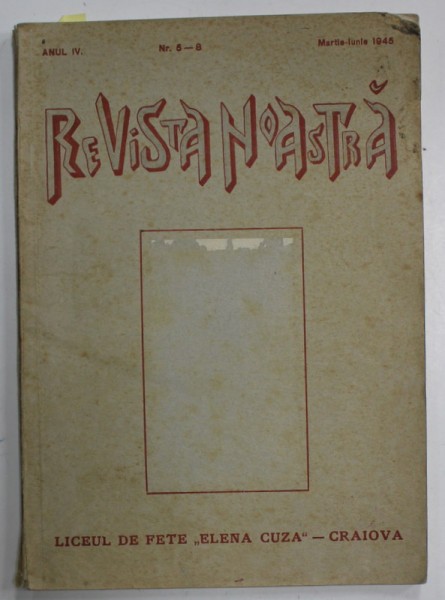 ANUL IV. Nr. 5—8 Martie-Iunie 1945
REVISTA NOASTRĂ
LICEUL DE FETE „ELENA CUZA“ — CRAIOVA